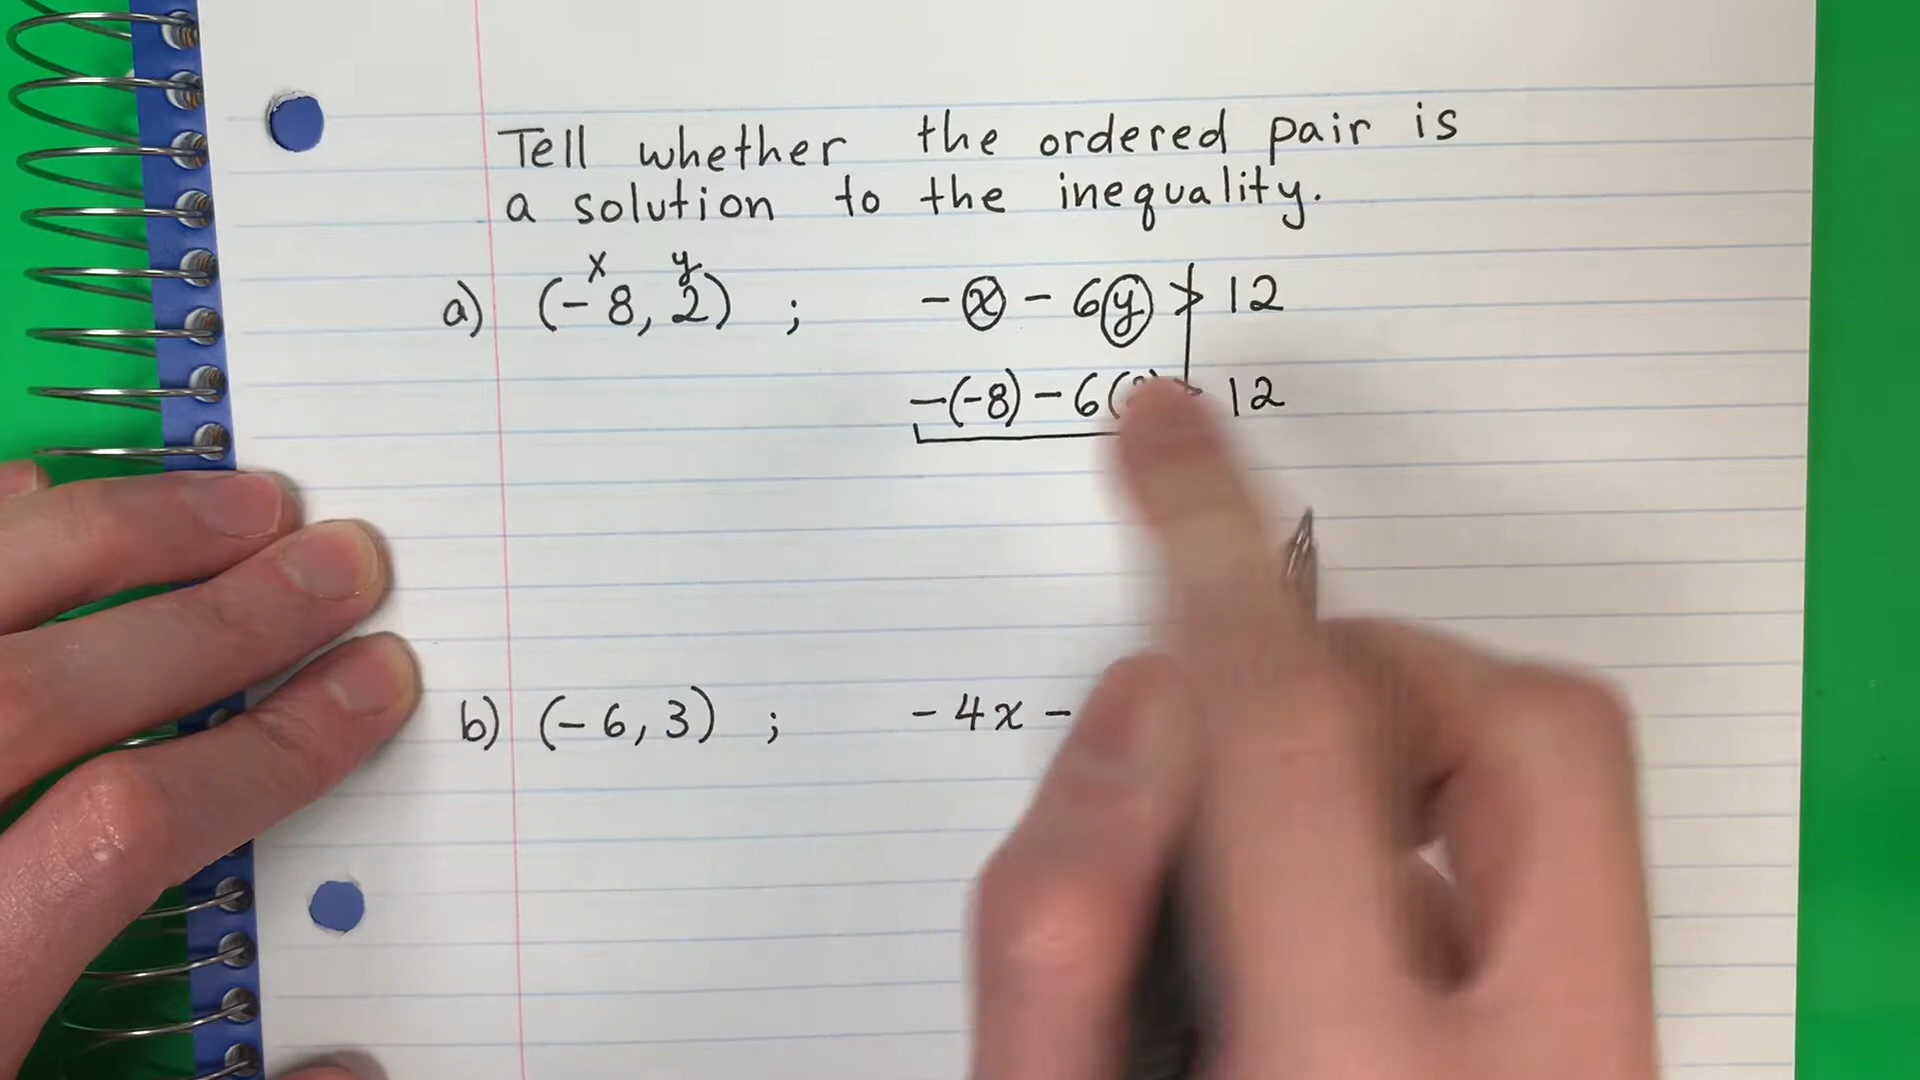 Tell whether the ordered pair is
a solution to the inequality.
x y
a) (-8, 2) ; -x - 6y > 12
-(-8) - 6( > 12
b) (-6, 3) ; -4x -